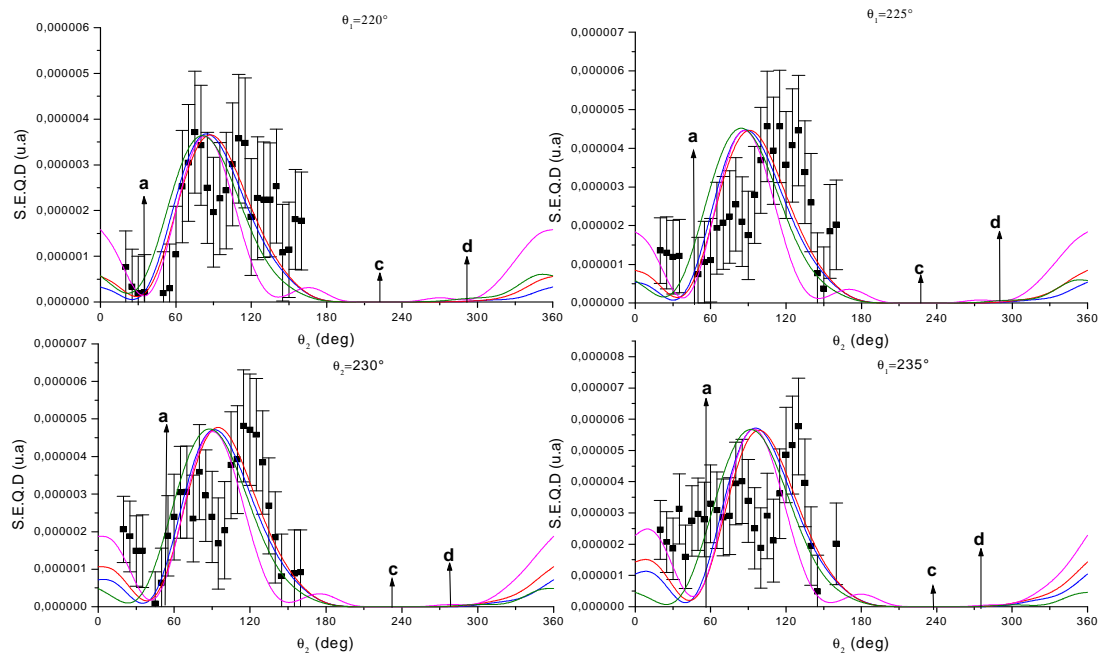 θ₁=220°
S.E.Q.D (u.a)
0,000006
0,000005
0,000004
0,000003
0,000002
0,000001
0,000000
a
c
d
0 60 120 180 240 300 360
θ₂ (deg)
θ₁=225°
S.E.Q.D (u.a)
0,000007
0,000006
0,000005
0,000004
0,000003
0,000002
0,000001
0,000000
a
d
c
0 60 120 180 240 300 360
θ₂ (deg)
θ₂=230°
S.E.Q.D (u.a)
0,000007
0,000006
0,000005
0,000004
0,000003
0,000002
0,000001
0,000000
a
c
d
0 60 120 180 240 300 360
θ₂ (deg)
θ₁=235°
S.E.Q.D (u.a)
0,000008
0,000007
0,000006
0,000005
0,000004
0,000003
0,000002
0,000001
0,000000
a
d
c
0 60 120 180 240 300 360
θ₂ (deg)